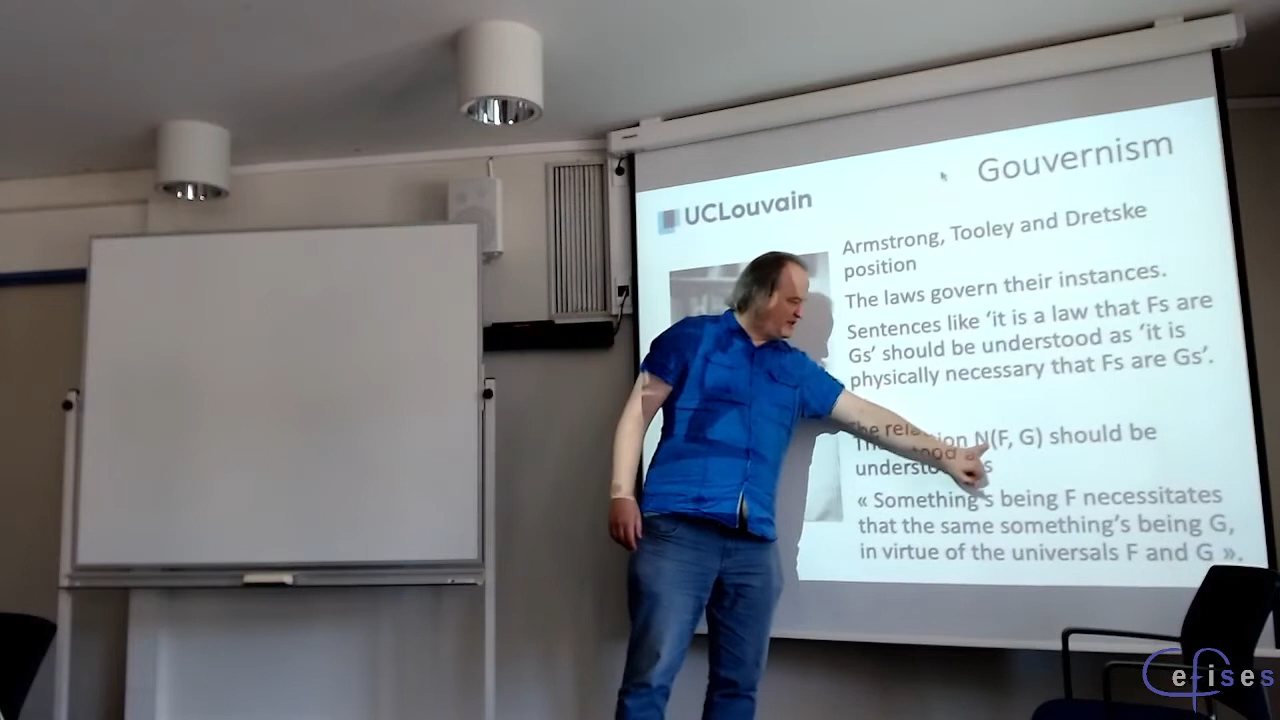 Gouvernism
UCLouvain
Armstrong, Tooley and Dretske
position
The laws govern their instances.
Sentences like ‘it is a law that Fs are
Gs’ should be understood as ‘it is
physically necessary that Fs are Gs’.
N(F, G) should be
« Something’s being F necessitates
that the same something’s being G,
in virtue of the universals F and G ».
efises